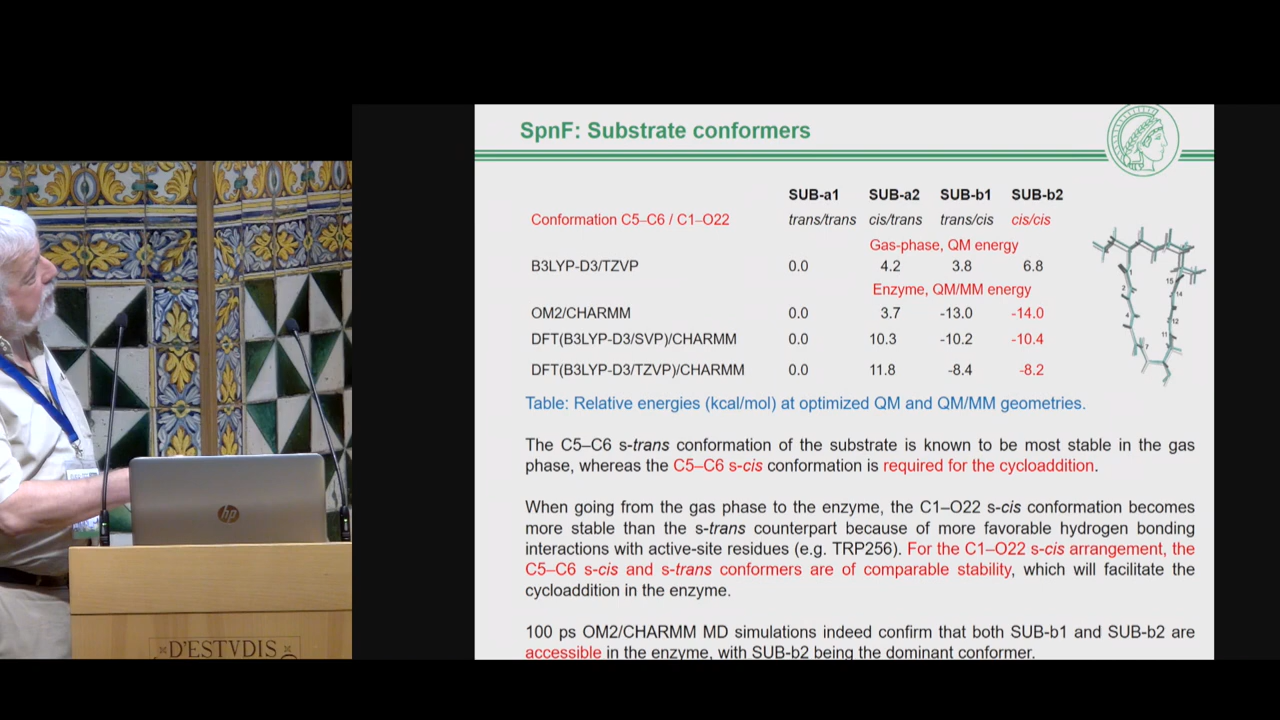 SpnF: Substrate conformers
SUB-a1 SUB-a2 SUB-b1 SUB-b2
Conformation C5–C6 / C1–O22 trans/trans cis/trans trans/cis cis/cis
Gas-phase, QM energy
B3LYP-D3/TZVP 0.0 4.2 3.8 6.8
Enzyme, QM/MM energy
OM2/CHARMM 0.0 3.7 -13.0 -14.0
DFT(B3LYP-D3/SVP)/CHARMM 0.0 10.3 -10.2 -10.4
DFT(B3LYP-D3/TZVP)/CHARMM 0.0 11.8 -8.4 -8.2
Table: Relative energies (kcal/mol) at optimized QM and QM/MM geometries.
The C5–C6 s-trans conformation of the substrate is known to be most stable in the gas
phase, whereas the C5–C6 s-cis conformation is required for the cycloaddition.
When going from the gas phase to the enzyme, the C1–O22 s-cis conformation becomes
more stable than the s-trans counterpart because of more favorable hydrogen bonding
interactions with active-site residues (e.g. TRP256). For the C1–O22 s-cis arrangement, the
C5–C6 s-cis and s-trans conformers are of comparable stability, which will facilitate the
cycloaddition in the enzyme.
100 ps OM2/CHARMM MD simulations indeed confirm that both SUB-b1 and SUB-b2 are
accessible in the enzyme, with SUB-b2 being the dominant conformer.
1
2
7
11
12
14
15
hp
D'ESTVDIS